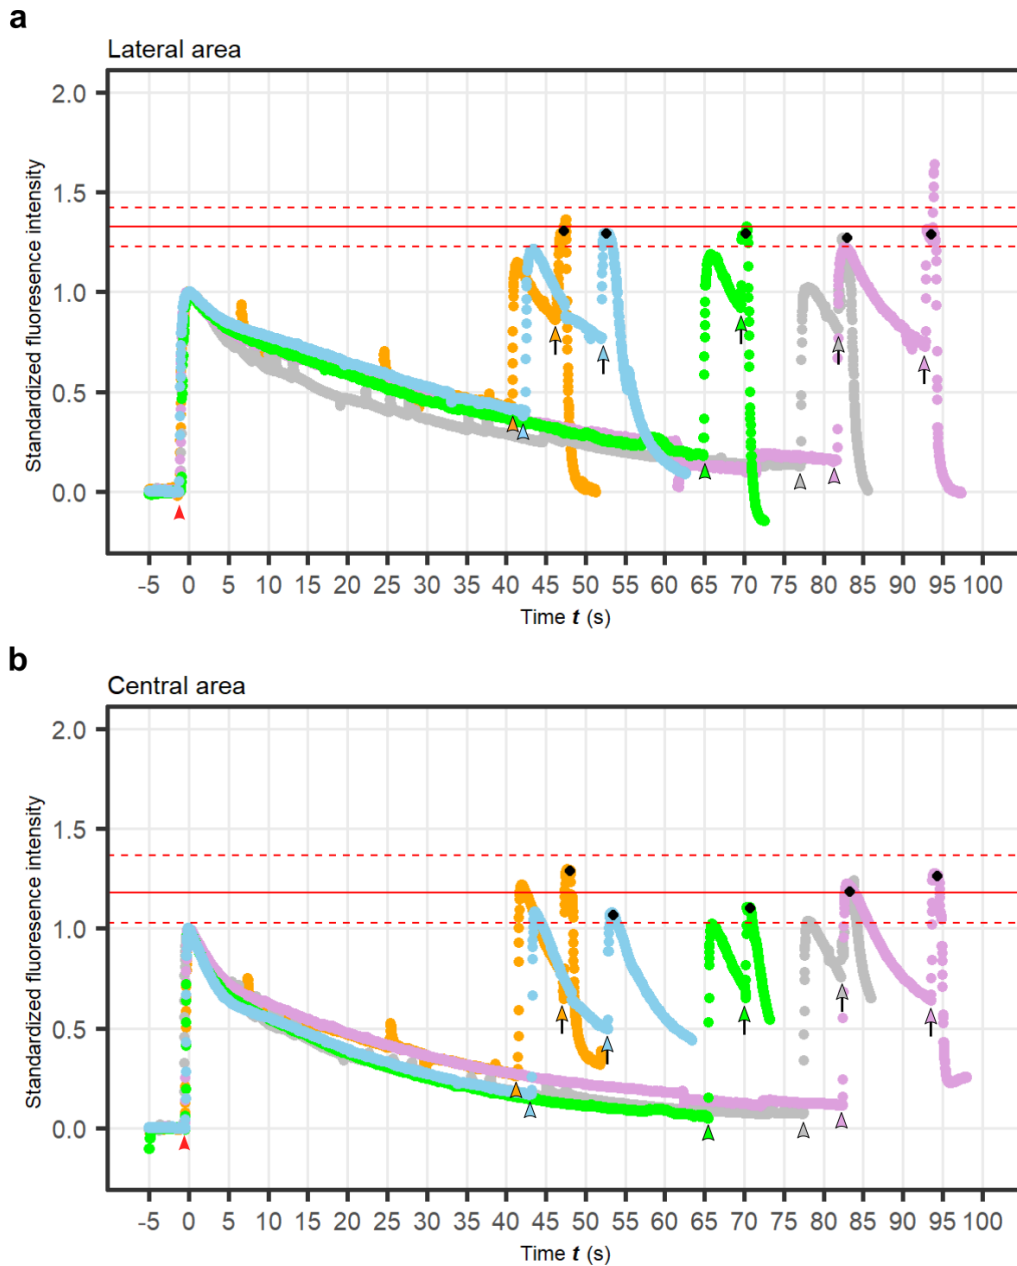 a
Lateral area
Standardized fluorescence intensity
2.0
1.5
1.0
0.5
0.0
-5 0 5 10 15 20 25 30 35 40 45 50 55 60 65 70 75 80 85 90 95 100
Time t (s)
b
Central area
Standardized fluorescence intensity
2.0
1.5
1.0
0.5
0.0
-5 0 5 10 15 20 25 30 35 40 45 50 55 60 65 70 75 80 85 90 95 100
Time t (s)